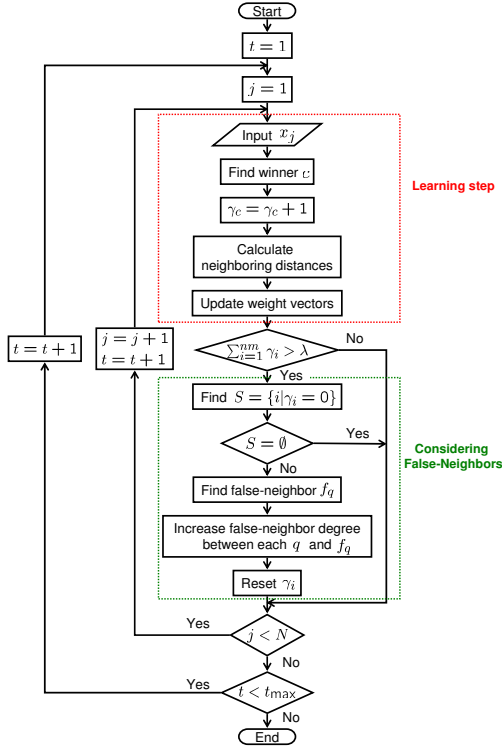 Start
t = 1
j = 1
Input x_j
Find winner c
γ_c = γ_c + 1
Calculate
neighboring distances
Update weight vectors
Learning step
t = t + 1
j = j + 1
t = t + 1
∑_{i=1}^{nm} γ_i > λ
No
Yes
Find S = {i|γ_i = 0}
S = ∅
Yes
No
Considering
False-Neighbors
Find false-neighbor f_q
Increase false-neighbor degree
between each q and f_q
Reset γ_i
Yes
j < N
No
Yes
t < t_max
No
End